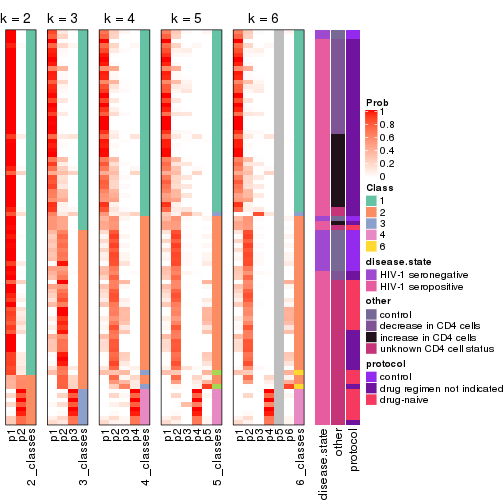 k = 2 k = 3 k = 4 k = 5 k = 6
p1 p2 2_classes p1 p2 p3 3_classes p1 p2 p3 p4 4_classes p1 p2 p3 p4 p5 5_classes p1 p2 p3 p4 p5 p6 6_classes disease.state other protocol
Prob
1
0.8
0.6
0.4
0.2
0
Class
1
2
3
4
6
disease.state
HIV-1 seronegative
HIV-1 seropositive
other
control
decrease in CD4 cells
increase in CD4 cells
unknown CD4 cell status
protocol
control
drug regimen not indicated
drug-naive